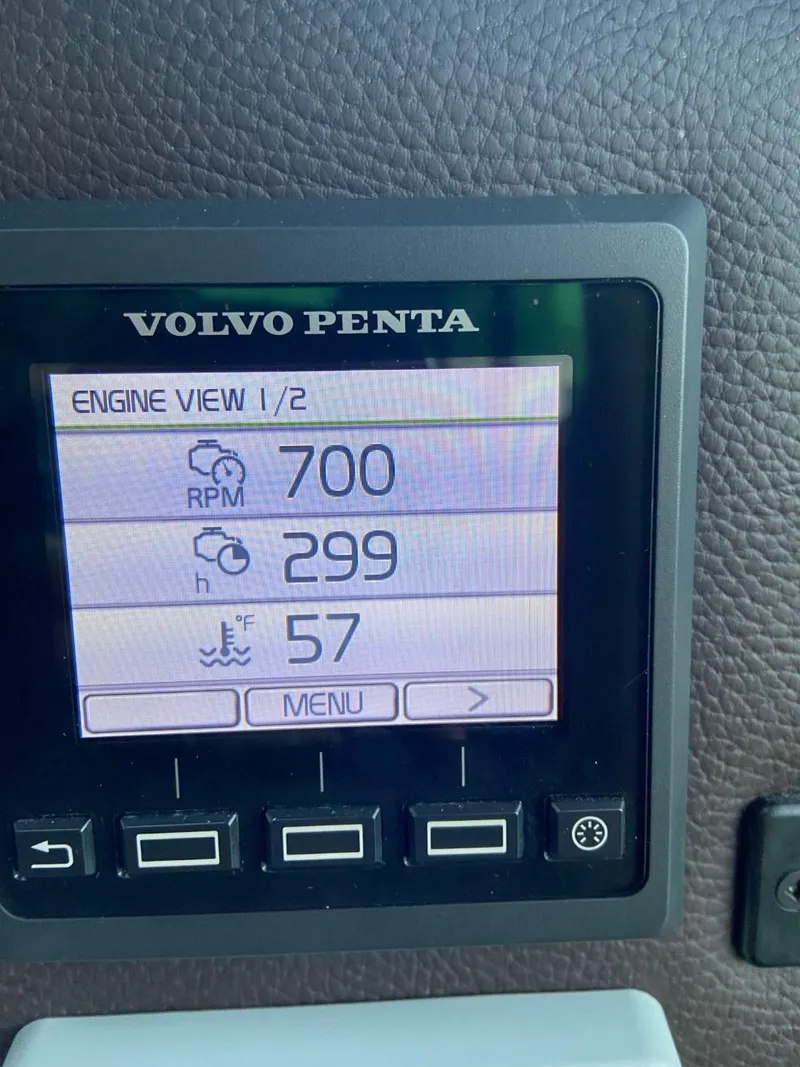 VOLVO PENTA
ENGINE VIEW 1/2
RPM 700
h 299
°F 57
MENU >